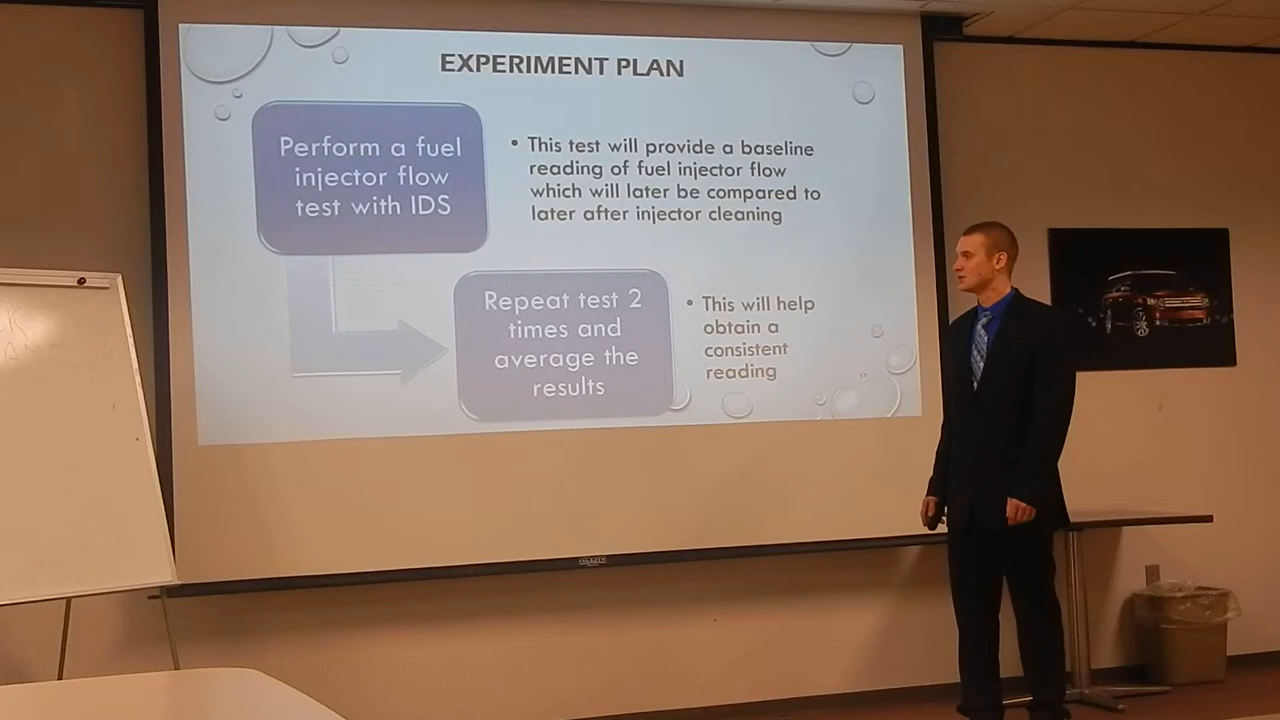 EXPERIMENT PLAN
Perform a fuel
injector flow
test with IDS
• This test will provide a baseline
reading of fuel injector flow
which will later be compared to
later after injector cleaning
Repeat test 2
times and
average the
results
• This will help
obtain a
consistent
reading